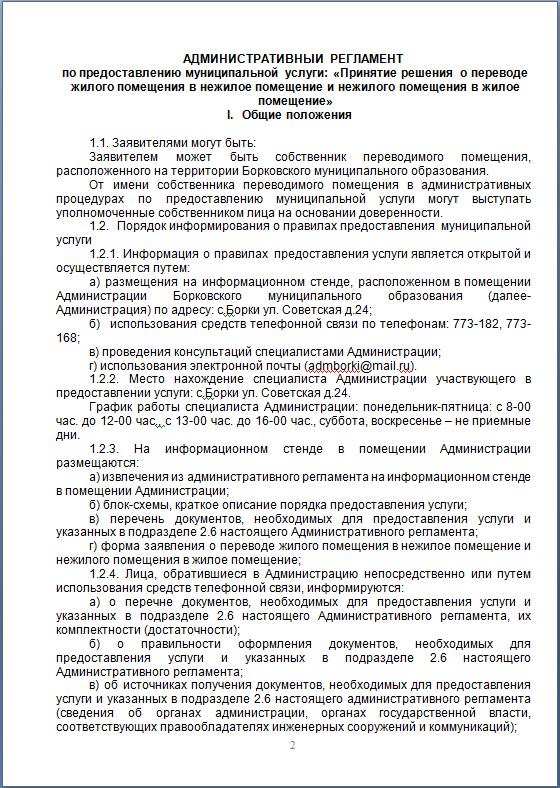 АДМИНИСТРАТИВНЫИ РЕГЛАМЕНТ
по предоставлению муниципальной услуги: «Принятие решения о переводе
жилого помещения в нежилое помещение и нежилого помещения в жилое
помещение»
I. Общие положения
1.1. Заявителями могут быть:
Заявителем может быть собственник переводимого помещения,
расположенного на территории Борковского муниципального образования.
От имени собственника переводимого помещения в административных
процедурах по предоставлению муниципальной услуги могут выступать
уполномоченные собственником лица на основании доверенности.
1.2. Порядок информирования о правилах предоставления муниципальной
услуги
1.2.1. Информация о правилах предоставления услуги является открытой и
осуществляется путем:
а) размещения на информационном стенде, расположенном в помещении
Администрации Борковского муниципального образования (далее-
Администрация) по адресу: с.Борки ул. Советская д.24;
б) использования средств телефонной связи по телефонам: 773-182, 773-
168;
в) проведения консультаций специалистами Администрации;
г) использования электронной почты (admborki@mail.ru).
1.2.2. Место нахождение специалиста Администрации участвующего в
предоставлении услуги: с.Борки ул. Советская д.24.
График работы специалиста Администрации: понедельник-пятница: с 8-00
час. до 12-00 час., с 13-00 час. до 16-00 час., суббота, воскресенье – не приемные
дни.
1.2.3. На информационном стенде в помещении Администрации
размещаются:
а) извлечения из административного регламента на информационном стенде
в помещении Администрации;
б) блок-схемы, краткое описание порядка предоставления услуги;
в) перечень документов, необходимых для предоставления услуги и
указанных в подразделе 2.6 настоящего Административного регламента;
г) форма заявления о переводе жилого помещения в нежилое помещение и
нежилого помещения в жилое помещение;
1.2.4. Лица, обратившиеся в Администрацию непосредственно или путем
использования средств телефонной связи, информируются:
а) о перечне документов, необходимых для предоставления услуги и
указанных в подразделе 2.6 настоящего Административного регламента, их
комплектности (достаточности);
б) о правильности оформления документов, необходимых для
предоставления услуги и указанных в подразделе 2.6 настоящего
Административного регламента;
в) об источниках получения документов, необходимых для предоставления
услуги и указанных в подразделе 2.6 настоящего административного регламента
(сведения об органах администрации, органах государственной власти,
соответствующих правообладателях инженерных сооружений и коммуникаций);
2